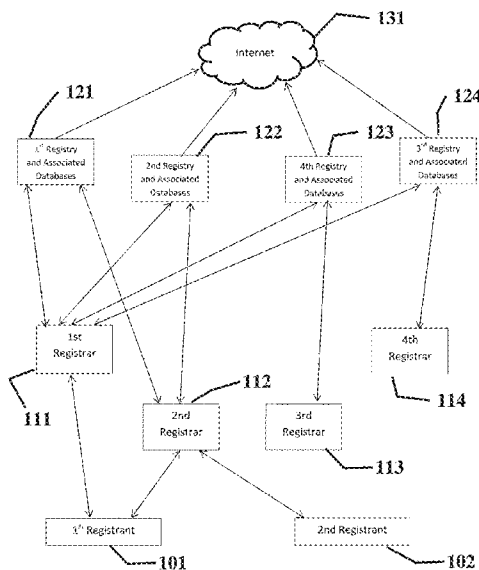 131
Internet
121
122
123
124
1st Registry
and Associated
Databases
2nd Registry
and Associated
Databases
4th Registry
and Associated
Databases
3rd Registry
and Associated
Databases
1st
Registrar
4th
Registrar
111
112
114
2nd
Registrar
3rd
Registrar
113
1st Registrant
2nd Registrant
101
102